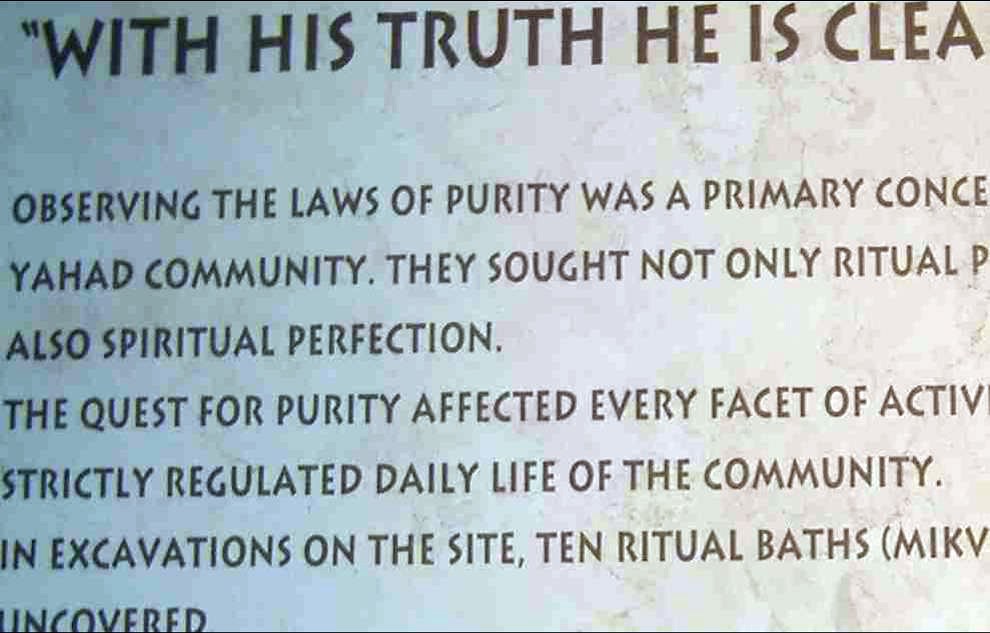 "WITH HIS TRUTH HE IS CLEA
OBSERVING THE LAWS OF PURITY WAS A PRIMARY CONCE
YAHAD COMMUNITY. THEY SOUGHT NOT ONLY RITUAL P
ALSO SPIRITUAL PERFECTION.
THE QUEST FOR PURITY AFFECTED EVERY FACET OF ACTIVI
STRICTLY REGULATED DAILY LIFE OF THE COMMUNITY.
IN EXCAVATIONS ON THE SITE, TEN RITUAL BATHS (MIKV
UNCOVERED